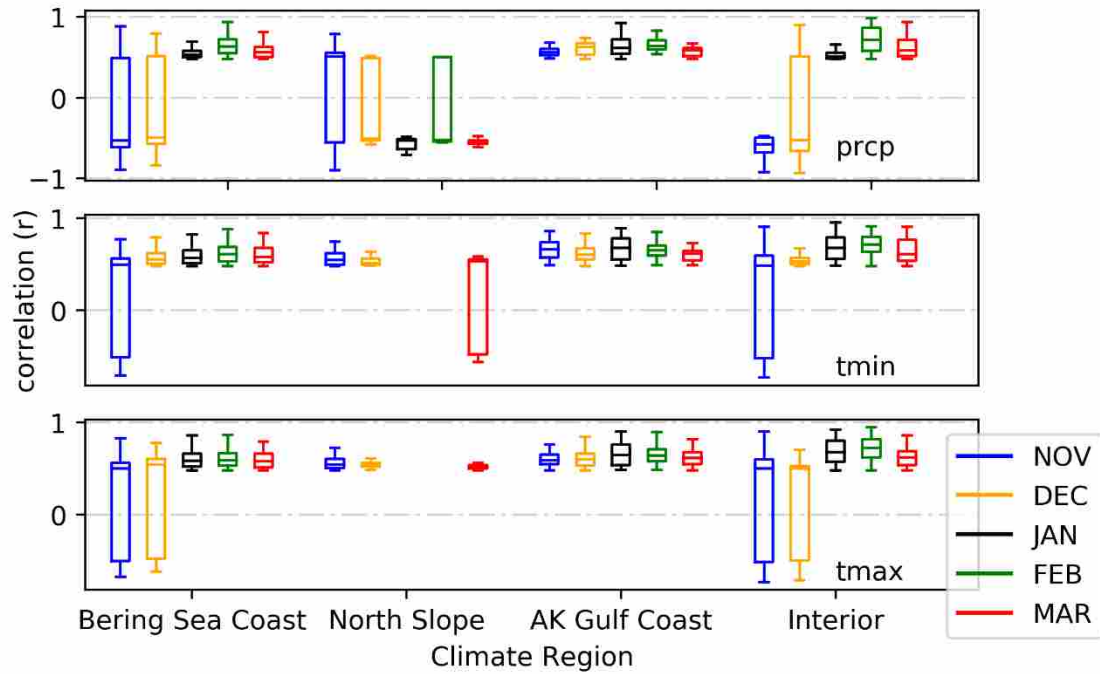 1
0
−1
prcp
1
0
tmin
1
0
tmax
correlation (r)
NOV
DEC
JAN
FEB
MAR
Bering Sea Coast North Slope AK Gulf Coast Interior
Climate Region